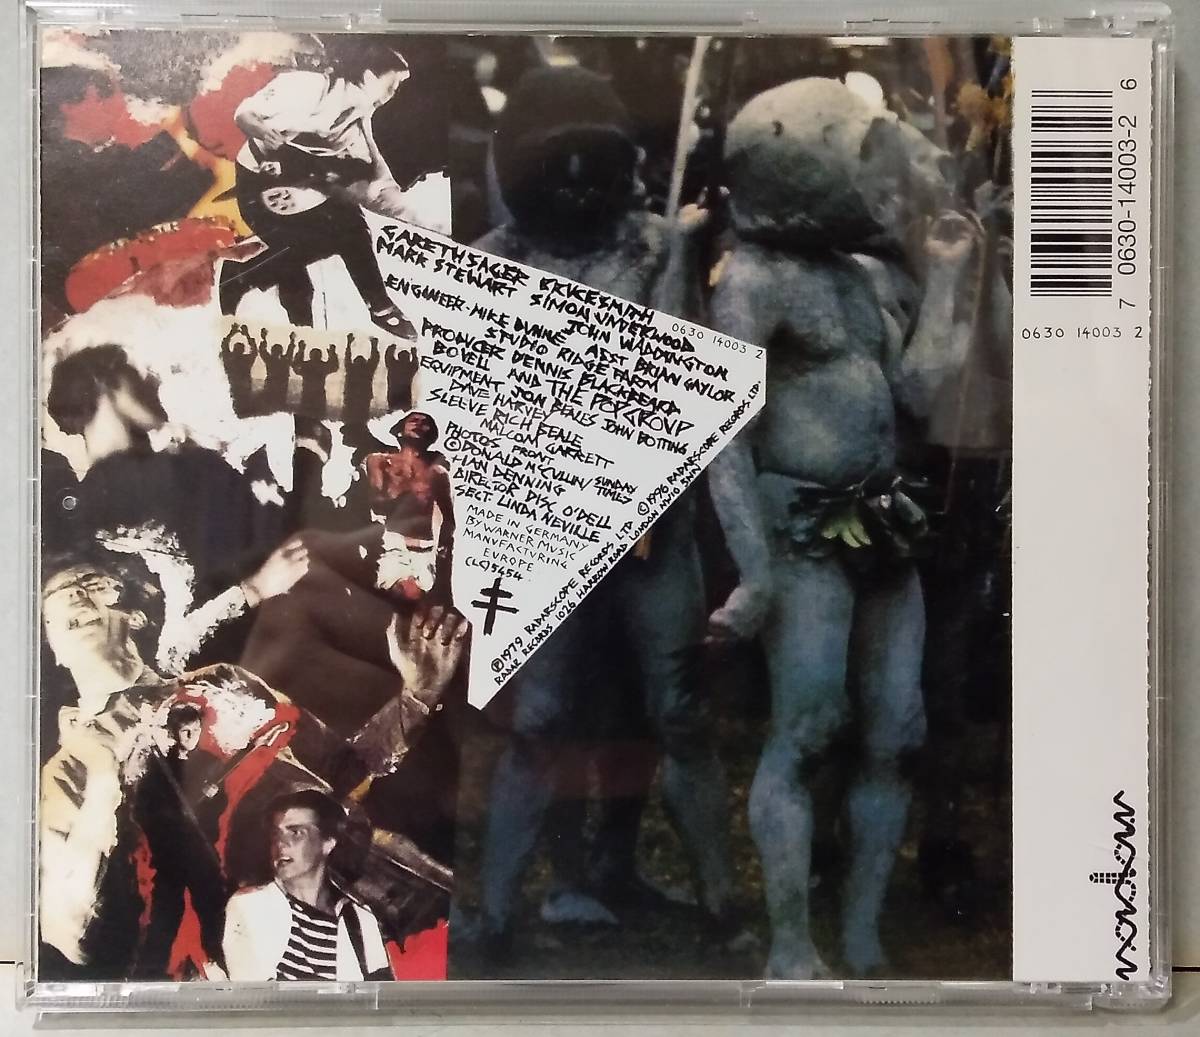 GARETH SAGER BRUCE SMITH
MARK STEWART SIMON UNDERWOOD
JOHN WADDINGTON
ENGINEER·MIKE DUNNE ASST BRIAN GAYLOR
STUDIO RIDGE FARM
PRODUCER DENNIS BLACKBEARD
BOVELL AND THE POP GROUP
EQUIPMENT JON BEALES JOHN BOTTING
DAVE HARVEY
SLEEVE RICH BEALE
MALCOM GARRETT
PHOTOS FRONT
© DONALD McCULLIN/SUNDAY TIMES
+IAN DENNING
DIRECTOR DISC O'DELL
SECT LINDA NEVILLE
MADE IN GERMANY
BY WARNER MUSIC
MANUFACTURING
EUROPE
(LC)5454
0630 14003 2
℗1979 RADARSCOPE RECORDS LTD ©1996 RADARSCOPE RECORDS LTD.
RADAR RECORDS 1026 HARROW ROAD LONDON NW10 5NN
7 0630-14003-2 6
0630 14003 2